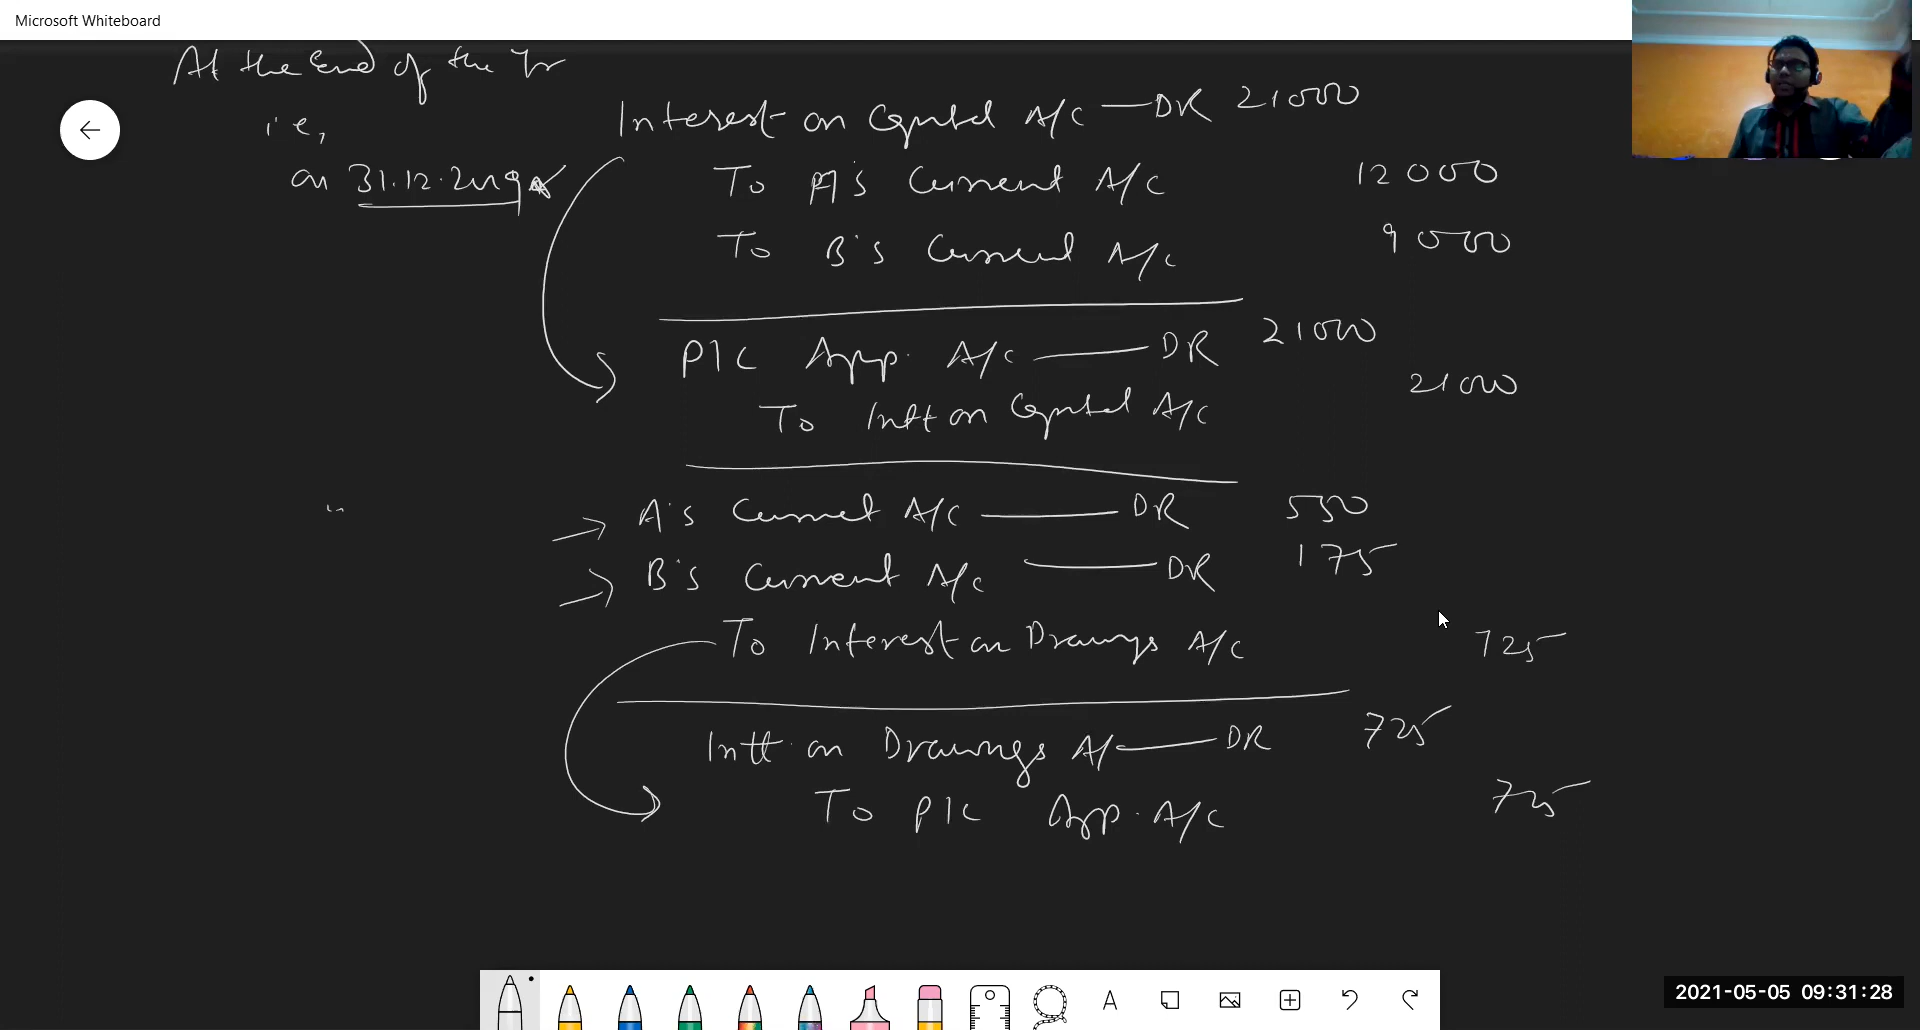 Microsoft Whiteboard
At the End of the Yr
i e,
on 31.12.2019
Interest on Capital A/c — DR 21000
To A's Current A/c 12000
To B's Current A/c 9000
P/L App. A/c — DR 21000
To Intt on Capital A/c 21000
A's Current A/c — DR 550
B's Current A/c — DR 175
To Interest on Drawings A/c 725
Intt. on Drawings A/c — DR 725
To P/L App. A/c 725
A
2021-05-05 09:31:28